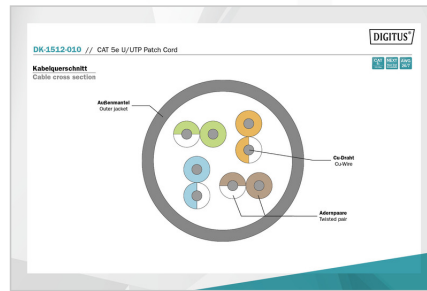 DIGITUS®
DK-1512-010 // CAT 5e U/UTP Patch Cord
Kabelquerschnitt
Cable cross section
Außenmantel
Outer jacket
Cu-Draht
Cu-Wire
Adernpaare
Twisted pair